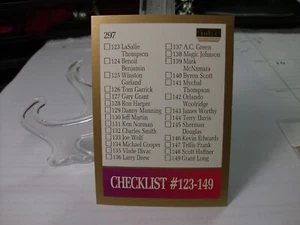 297
123 LaSalle
Thompson
124 Benoit
Benjamin
125 Winston
Garland
126 Tom Garrick
127 Gary Grant
128 Ron Harper
129 Danny Manning
130 Jeff Martin
131 Ken Norman
132 Charles Smith
133 Joe Wolf
134 Michael Cooper
135 Vlade Divac
136 Larry Drew
137 A.C. Green
138 Magic Johnson
139 Mark
McNamara
140 Byron Scott
141 Mychal
Thompson
142 Orlando
Woolridge
143 James Worthy
144 Terry Davis
145 Sherman
Douglas
146 Kevin Edwards
147 Tellis Frank
148 Scott Haffner
149 Grant Long
CHECKLIST #123-149